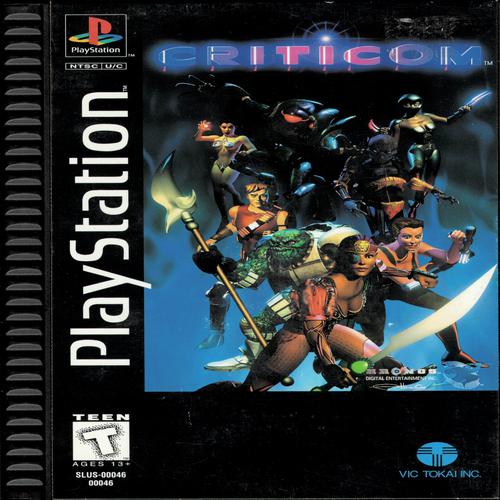 PlayStation
NTSC U/C
CRITICOM
PlayStation
KRONOS
DIGITAL ENTERTAINMENT INC.
TEEN
T
AGES 13+
SLUS-00046
00046
VIC TOKAI INC.